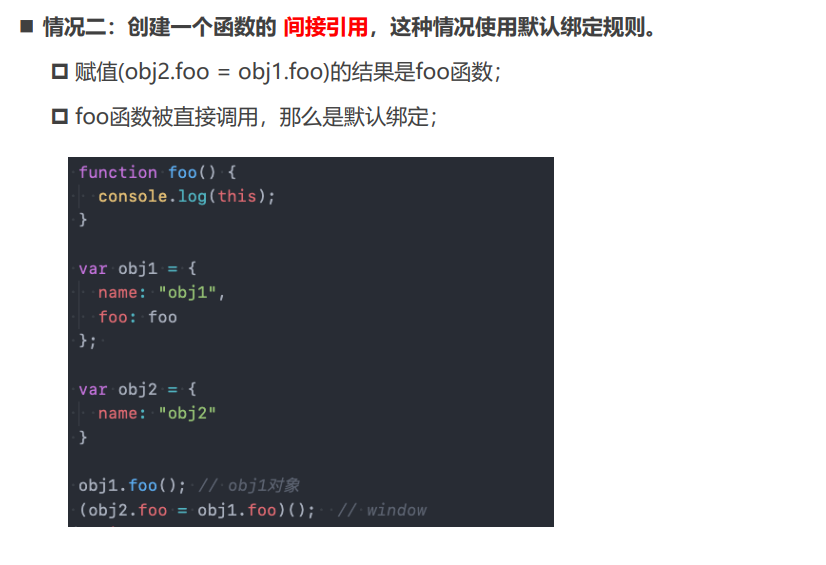 ■ 情况二：创建一个函数的 间接引用，这种情况使用默认绑定规则。
赋值(obj2.foo = obj1.foo)的结果是foo函数；
foo函数被直接调用，那么是默认绑定；
function foo() {
  console.log(this);
}
var obj1 = {
  name: "obj1",
  foo: foo
};
var obj2 = {
  name: "obj2"
}
obj1.foo(); // obj1对象
(obj2.foo = obj1.foo)();  // window